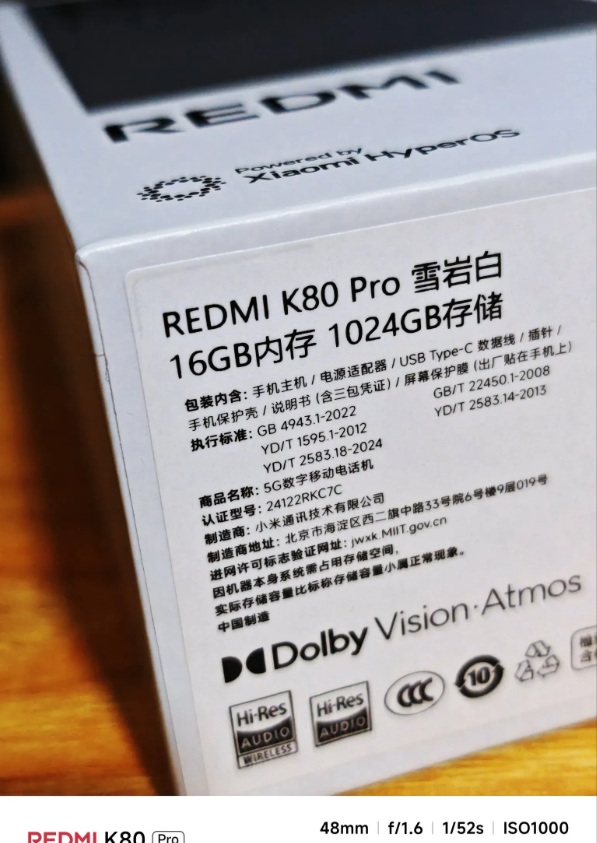 REDMI
Powered by
Xiaomi HyperOS
REDMI K80 Pro 雪岩白
16GB内存 1024GB存储
包装内含: 手机主机 / 电源适配器 / USB Type-C 数据线 / 插针 /
手机保护壳 / 说明书 (含三包凭证) / 屏幕保护膜 (出厂贴在手机上)
执行标准: GB 4943.1-2022 GB/T 22450.1-2008
YD/T 1595.1-2012 YD/T 2583.14-2013
YD/T 2583.18-2024
商品名称: 5G数字移动电话机
认证型号: 24122RKC7C
制造商: 小米通讯技术有限公司
制造商地址: 北京市海淀区西二旗中路33号院6号楼9层019号
进网许可标志验证网址: jwxk.MIIT.gov.cn
因机器本身系统需占用存储空间,
实际存储容量比标称存储容量小属正常现象。
中国制造
Dolby Vision·Atmos
Hi-Res
AUDIO
WIRELESS
Hi-Res
AUDIO
CCC
10
REDMI K80 Pro
48mm | f/1.6 | 1/52s | ISO1000